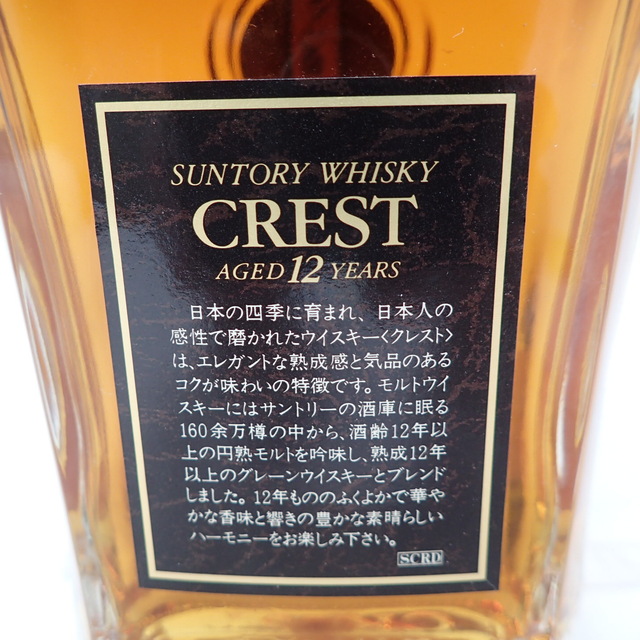 SUNTORY WHISKY
CREST
AGED 12 YEARS
日本の四季に育まれ、日本人の
感性で磨かれたウイスキー〈クレスト〉
は、エレガントな熟成感と気品のある
コクが味わいの特徴です。モルトウイ
スキーにはサントリーの酒庫に眠る
160余万樽の中から、酒齢12年以
上の円熟モルトを吟味し、熟成12年
以上のグレーンウイスキーとブレンド
しました。12年もののふくよかで華や
かな香味と響きの豊かな素晴らしい
ハーモニーをお楽しみ下さい。
SCRD